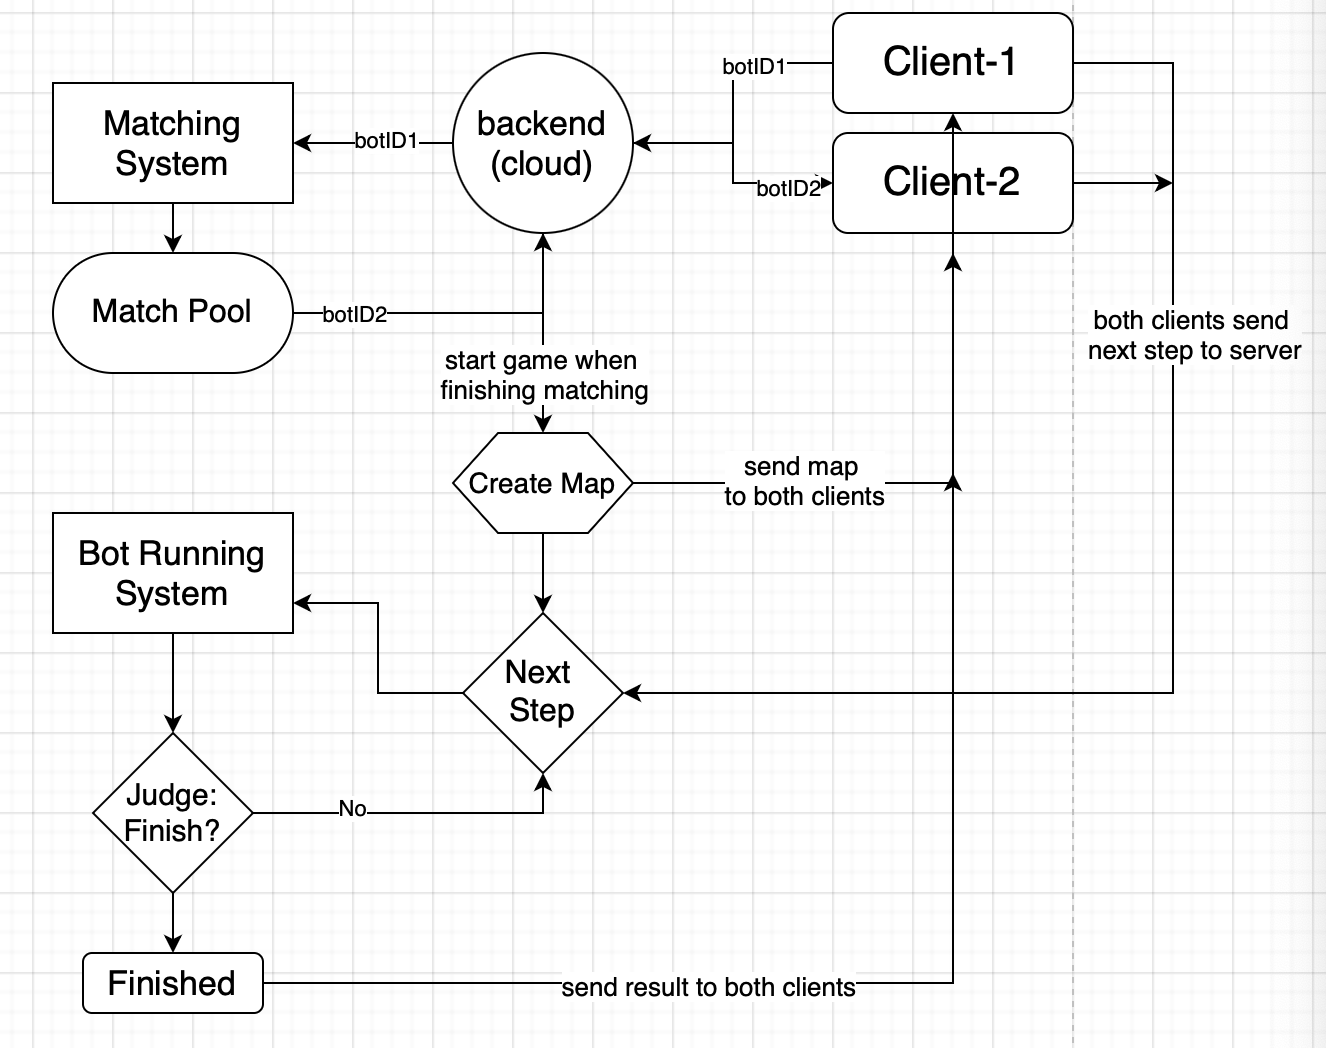 Client-1
botID1
Matching
System
botID1
backend
(cloud)
botID2
Client-2
Match Pool
botID2
both clients send
next step to server
start game when
finishing matching
Create Map
send map
to both clients
Bot Running
System
Next
Step
Judge:
Finish?
No
Finished
send result to both clients